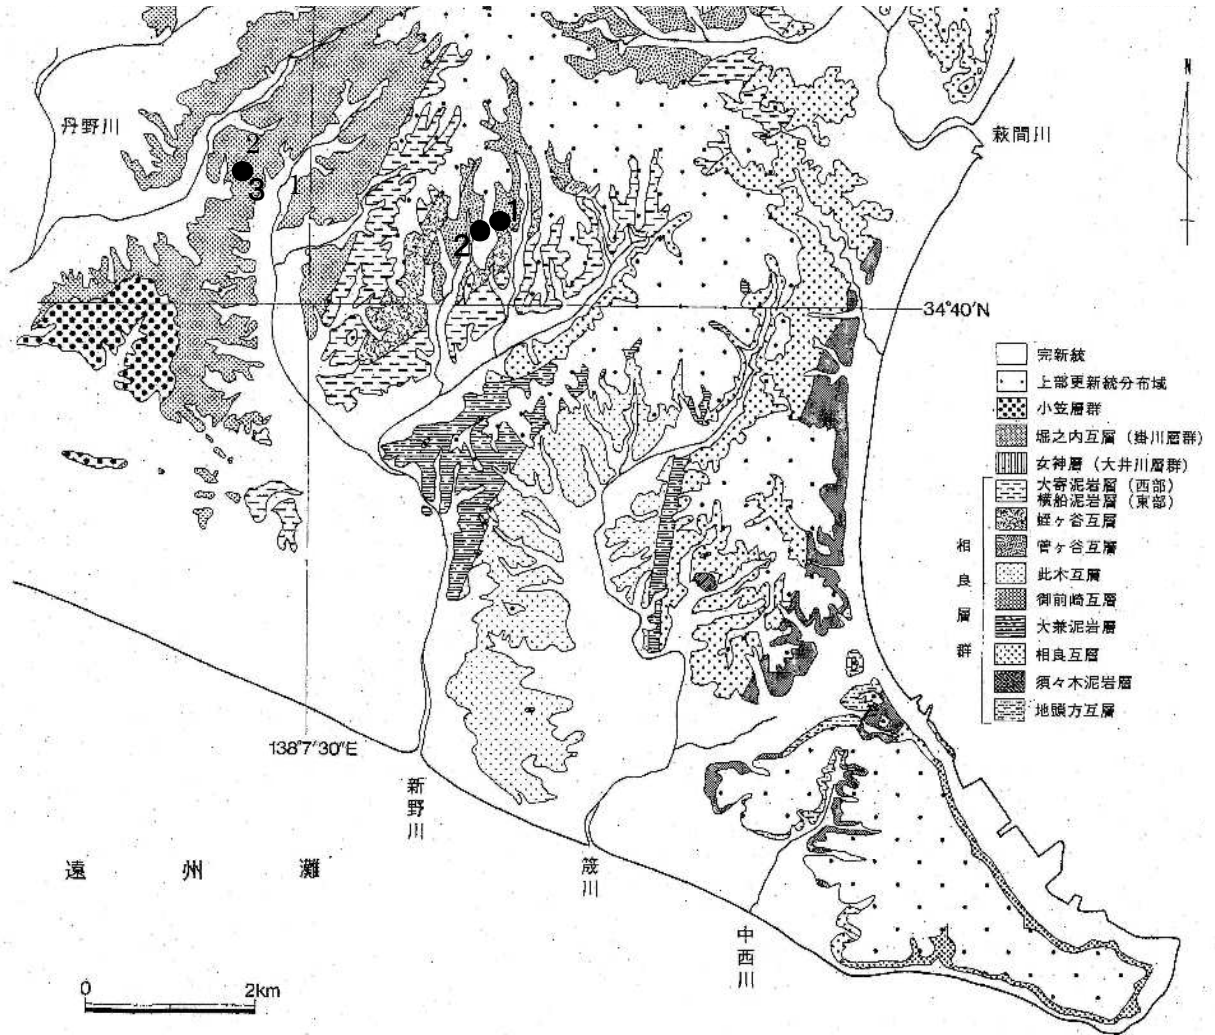 丹野川
2
3
1
1
2
萩間川
N
34°40′N
完新統
上部更新統分布域
小笠層群
堀之内互層（掛川層群）
女神層（大井川層群）
大寄泥岩層（西部）
横船泥岩層（東部）
蛭ヶ谷互層
菅ヶ谷互層
此木互層
御前崎互層
大兼泥岩層
相良互層
須々木泥岩層
地頭方互層
相良層群
138°7′30″E
新野川
筬川
中西川
遠州灘
0 2km